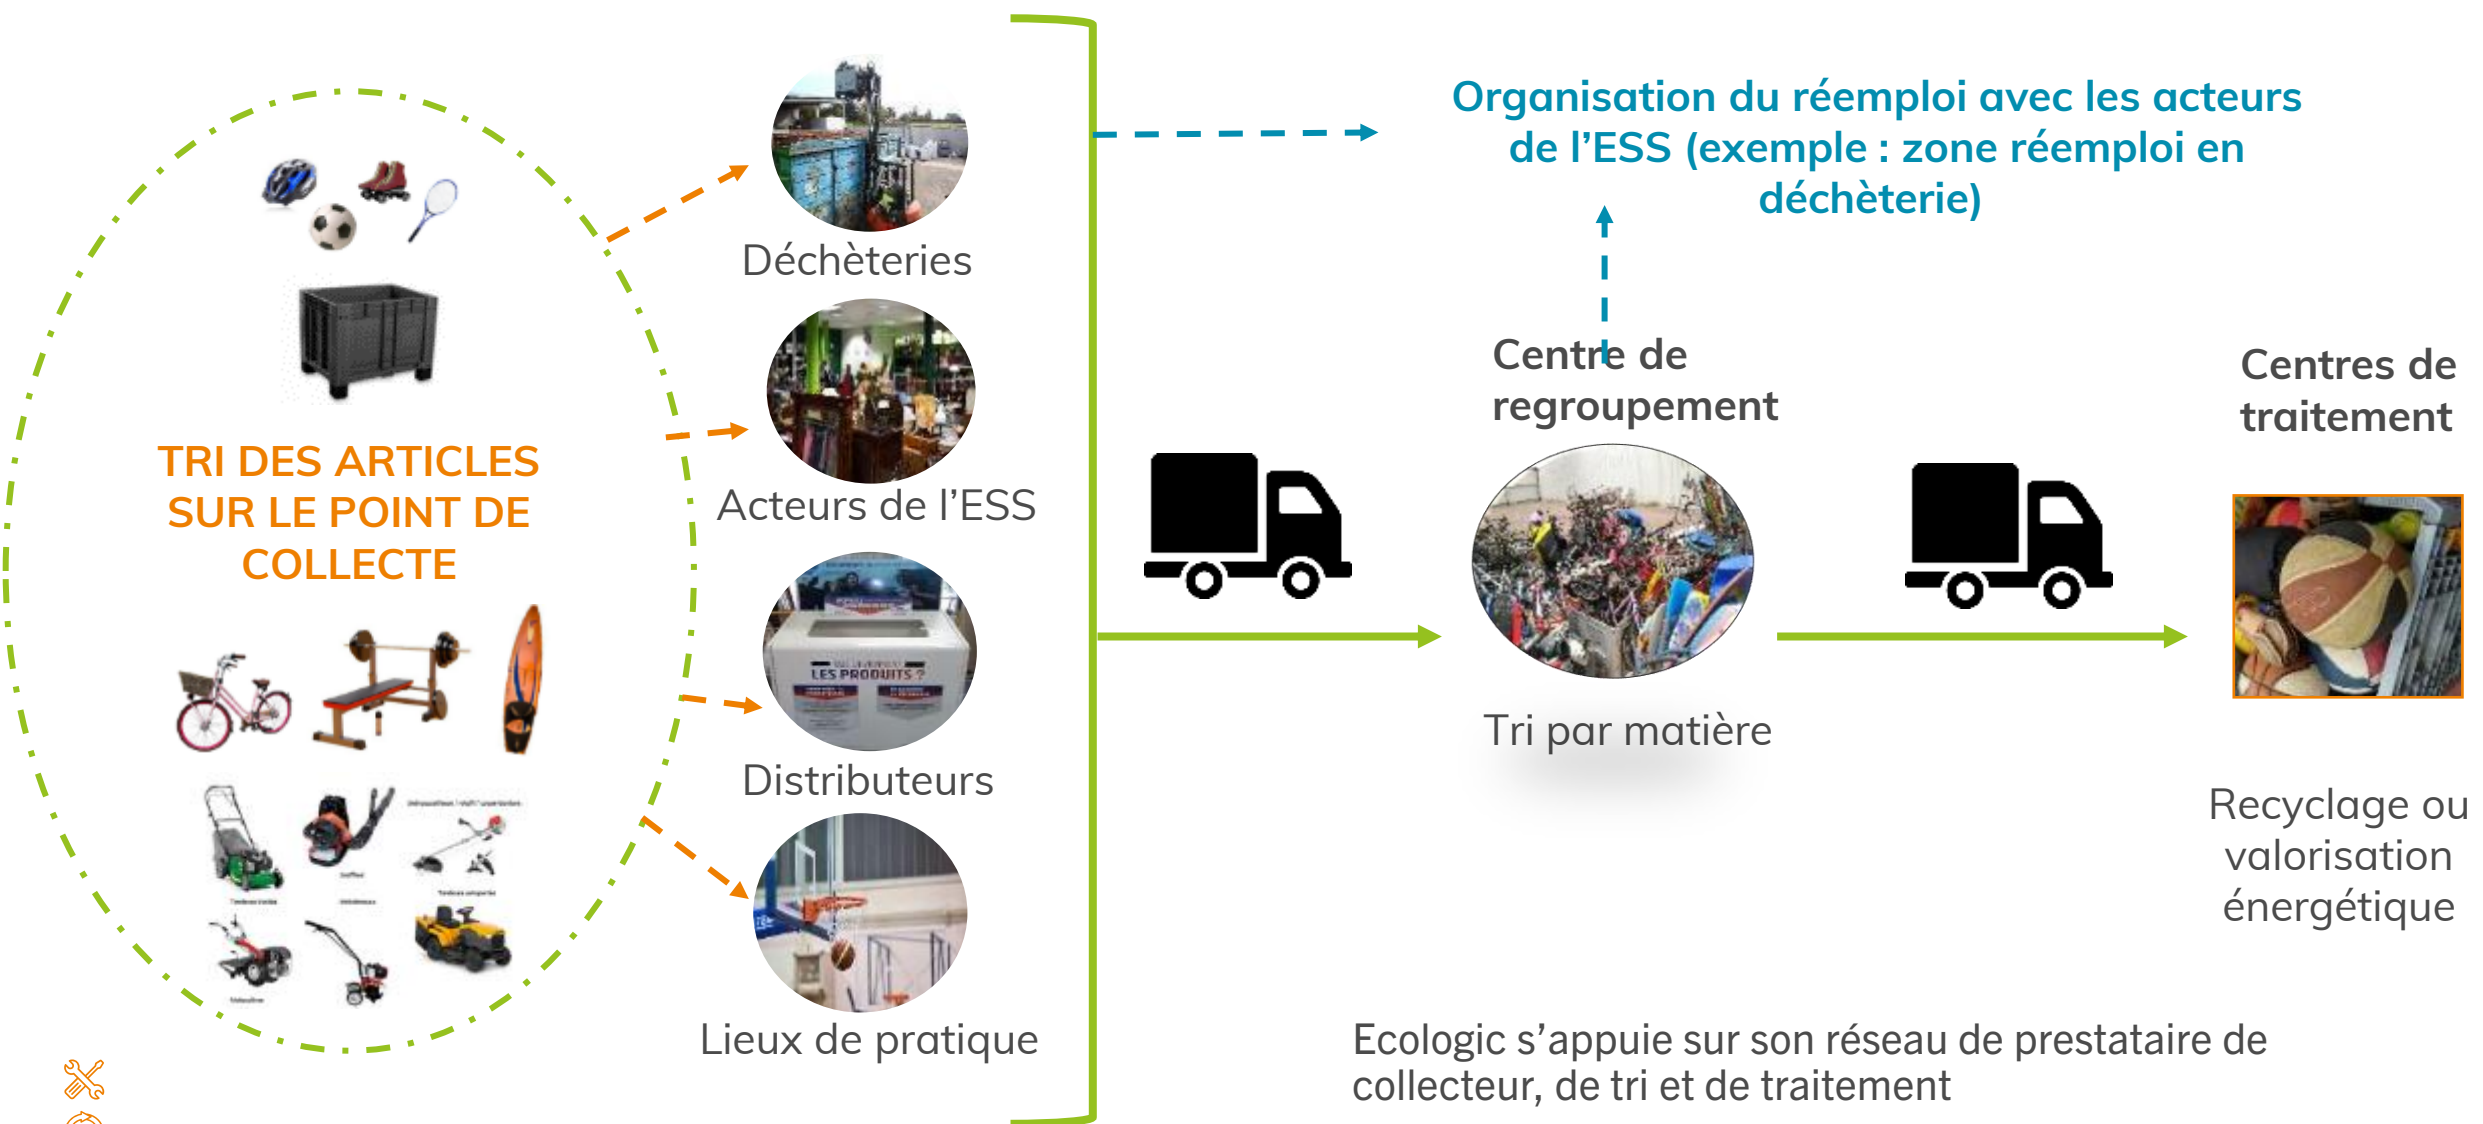 TRI DES ARTICLES
SUR LE POINT DE
COLLECTE
Déchèteries
Acteurs de l’ESS
LES PRODUITS ?
Distributeurs
Lieux de pratique
Organisation du réemploi avec les acteurs
de l’ESS (exemple : zone réemploi en
déchèterie)
Centre de
regroupement
Tri par matière
Centres de
traitement
Recyclage ou
valorisation
énergétique
Ecologic s’appuie sur son réseau de prestataire de
collecteur, de tri et de traitement